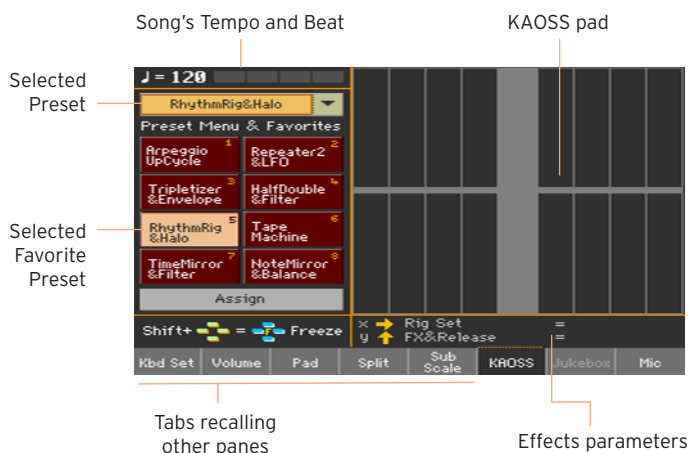 Song's Tempo and Beat
KAOSS pad
♩= 120
Selected
Preset
RhythmRig&Halo
Preset Menu & Favorites
Arpeggio
UpCycle
1
Repeater2
&LFO
2
Tripletizer
&Envelope
3
HalfDouble
&Filter
4
Selected
Favorite
Preset
RhythmRig
&Halo
5
Tape
Machine
6
TimeMirror
&Filter
7
NoteMirror
&Balance
8
Assign
Shift+ = F Freeze
x Rig Set =
y FX&Release =
Kbd Set
Volume
Pad
Split
Sub
Scale
KAOSS
Jukebox
Mic
Tabs recalling
other panes
Effects parameters